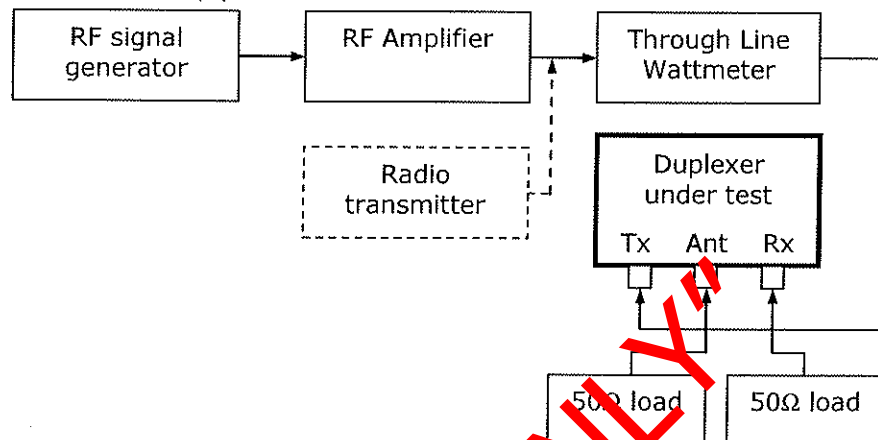 RF signal
generator
RF Amplifier
Through Line
Wattmeter
Radio
transmitter
Duplexer
under test
Tx Ant Rx
50Ω load
50Ω load
NLY"